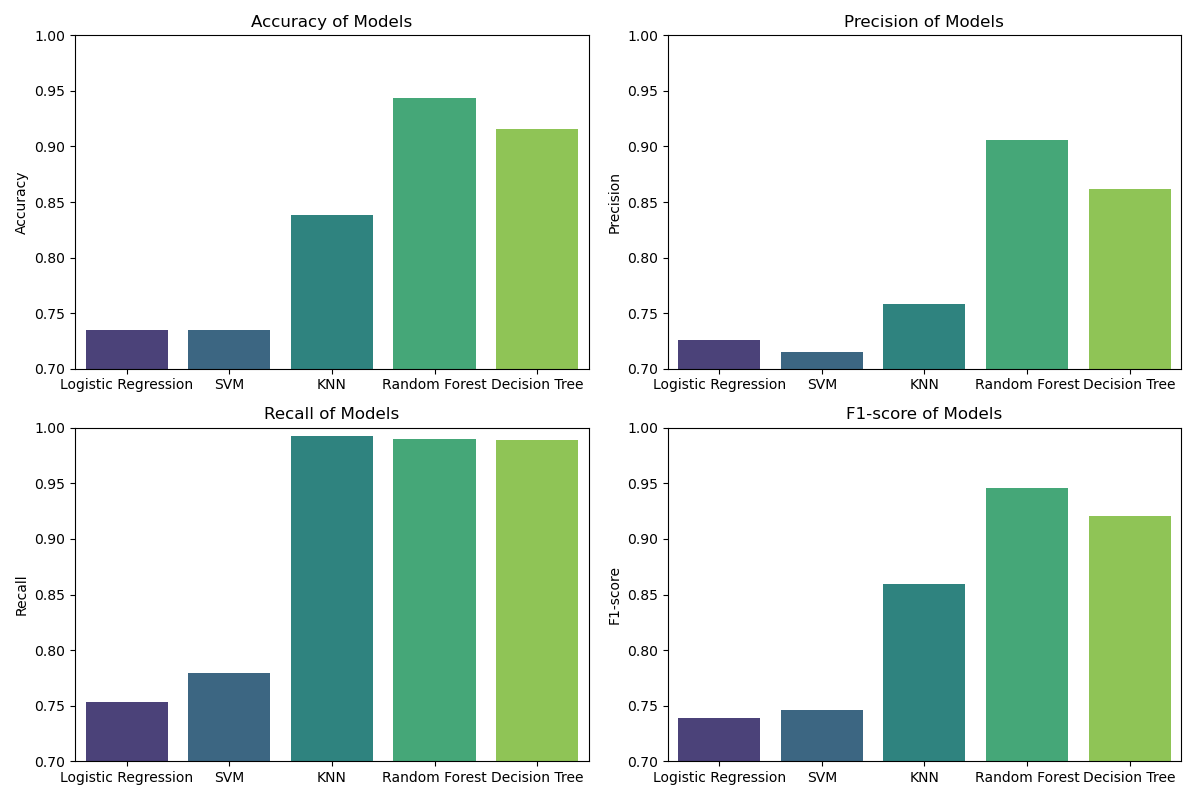 Accuracy of Models
1.00
0.95
0.90
0.85
0.80
0.75
0.70
Accuracy
Logistic Regression SVM KNN Random Forest Decision Tree
Precision of Models
1.00
0.95
0.90
0.85
0.80
0.75
0.70
Precision
Logistic Regression SVM KNN Random Forest Decision Tree
Recall of Models
1.00
0.95
0.90
0.85
0.80
0.75
0.70
Recall
Logistic Regression SVM KNN Random Forest Decision Tree
F1-score of Models
1.00
0.95
0.90
0.85
0.80
0.75
0.70
F1-score
Logistic Regression SVM KNN Random Forest Decision Tree